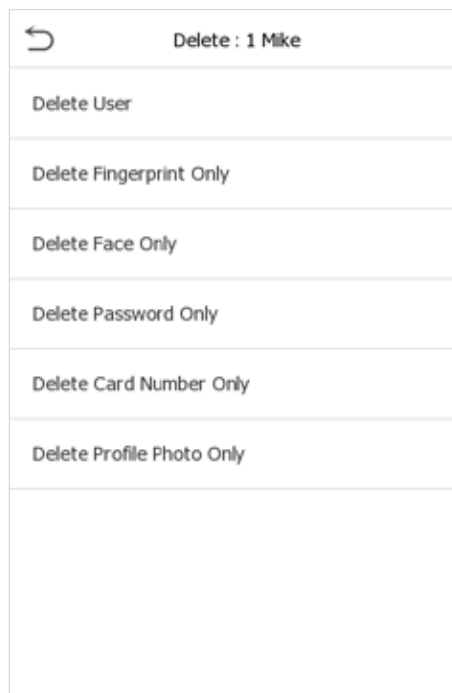 Delete : 1 Mike
Delete User
Delete Fingerprint Only
Delete Face Only
Delete Password Only
Delete Card Number Only
Delete Profile Photo Only